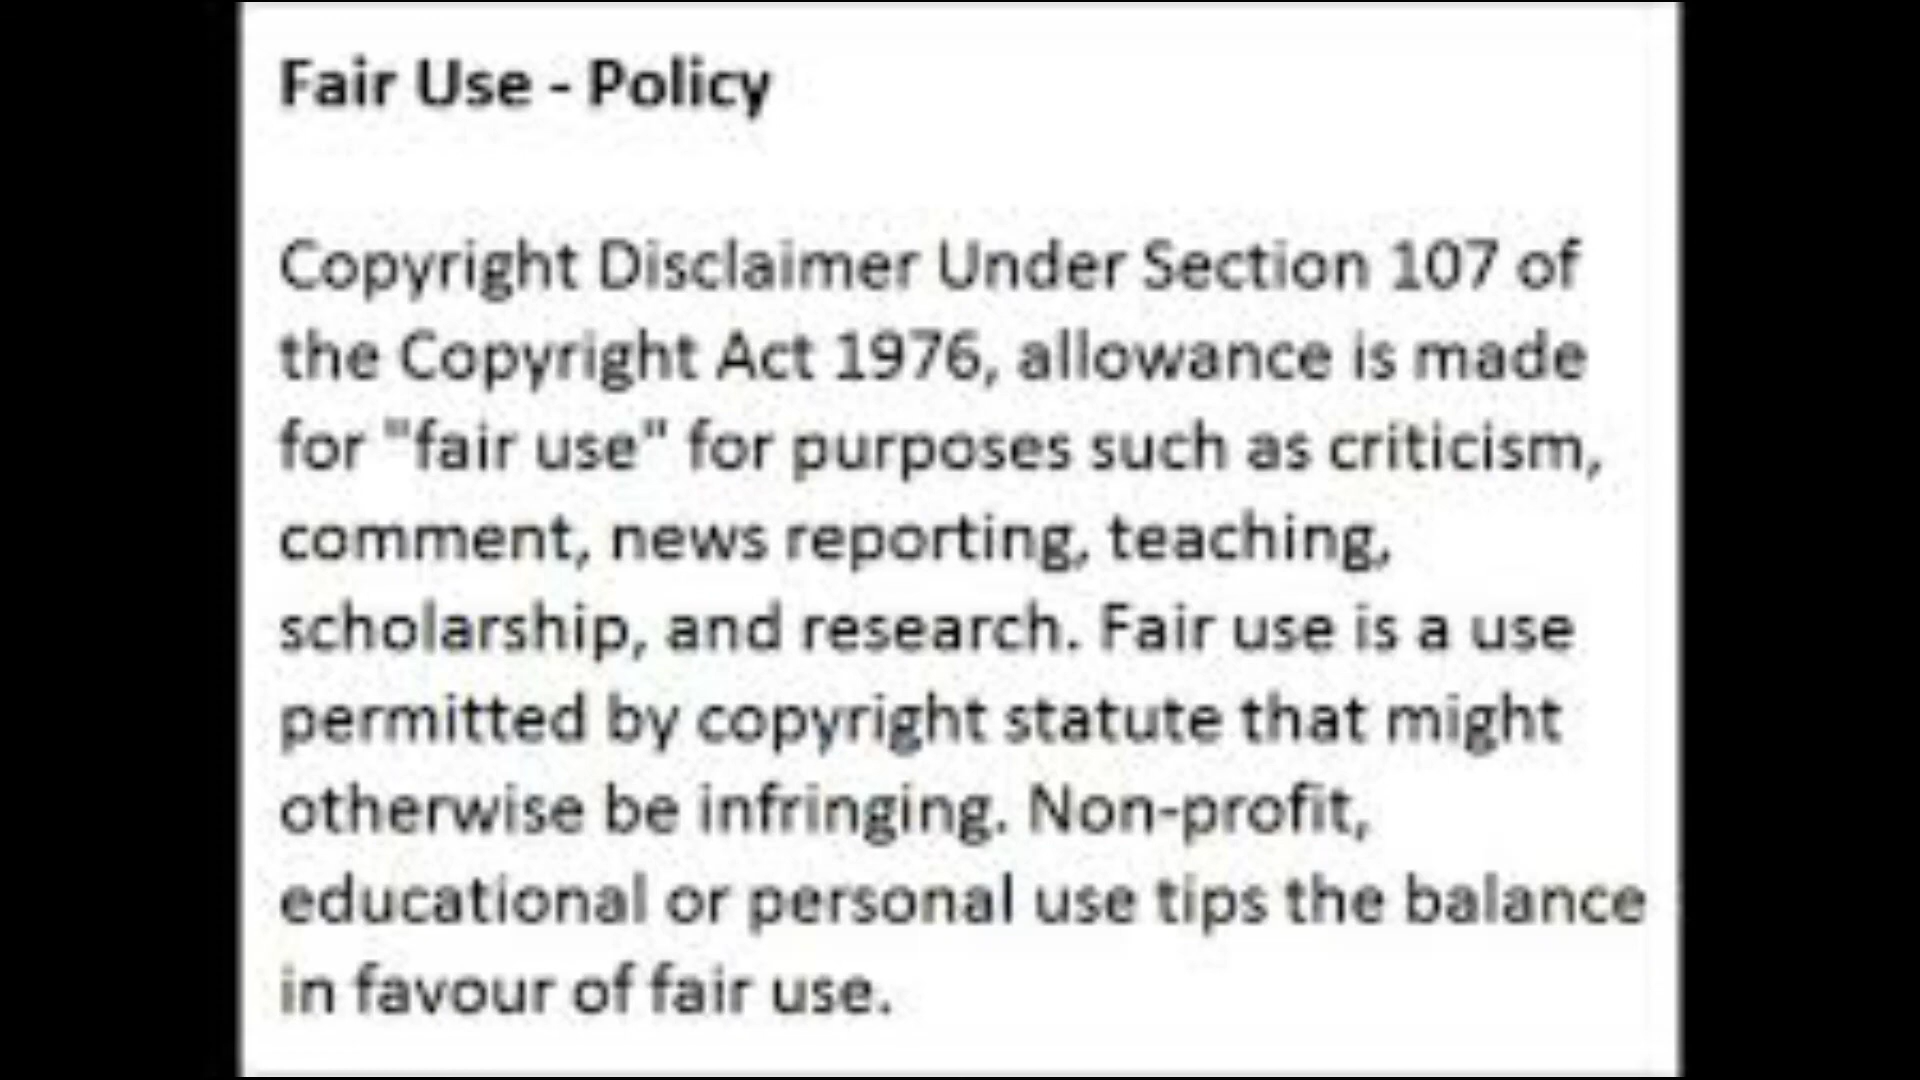 Fair Use - Policy
Copyright Disclaimer Under Section 107 of
the Copyright Act 1976, allowance is made
for "fair use" for purposes such as criticism,
comment, news reporting, teaching,
scholarship, and research. Fair use is a use
permitted by copyright statute that might
otherwise be infringing. Non-profit,
educational or personal use tips the balance
in favour of fair use.